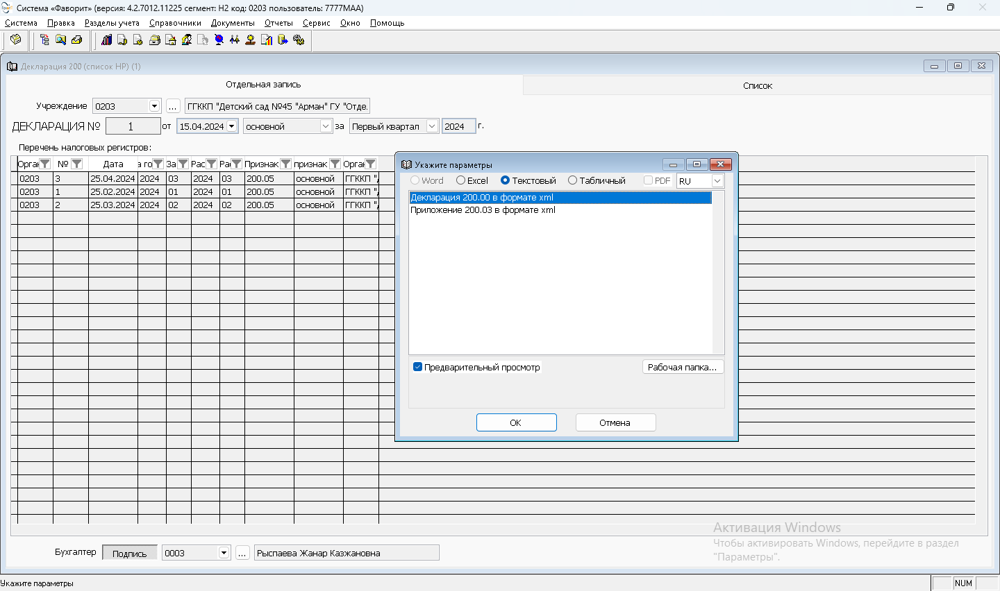 Система «Фаворит» (версия: 4.2.7012.11225 сегмент: H2 код: 0203 пользователь: 7777MAA)
Система Правка Разделы учета Справочники Документы Отчеты Сервис Окно Помощь
Декларация 200 (список НР) (1)
Отдельная запись Список
Учреждение 0203 ... ГГККП "Детский сад №45 "Арман" ГУ "Отде.
ДЕКЛАРАЦИЯ № 1 от 15.04.2024 основной за Первый квартал 2024 г.
Перечень налоговых регистров:
Орган № Дата а го За Рас Ра Признак признак Орган
0203 3 25.04.2024 2024 03 2024 03 200.05 основной ГГККП "
0203 1 25.02.2024 2024 01 2024 01 200.05 основной ГГККП "
0203 2 25.03.2024 2024 02 2024 02 200.05 основной ГГККП "
Укажите параметры
Word Excel Текстовый Табличный PDF RU
Декларация 200.00 в формате xml
Приложение 200.03 в формате xml
Предварительный просмотр Рабочая папка...
OK Отмена
Активация Windows
Чтобы активировать Windows, перейдите в раздел
"Параметры".
Бухгалтер Подпись 0003 ... Рыспаева Жанар Казжановна
Укажите параметры NUM